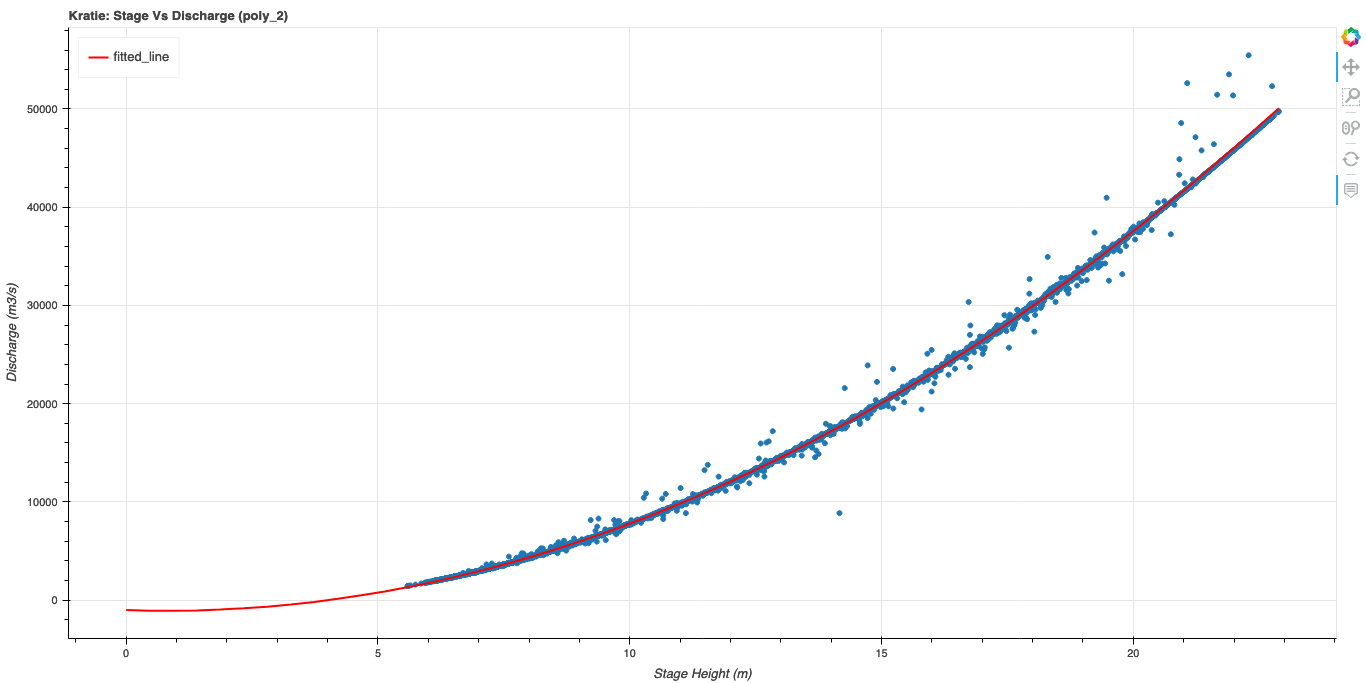 Kratie: Stage Vs Discharge (poly_2)
fitted_line
50000
40000
30000
20000
10000
0
Discharge (m3/s)
0 5 10 15 20
Stage Height (m)